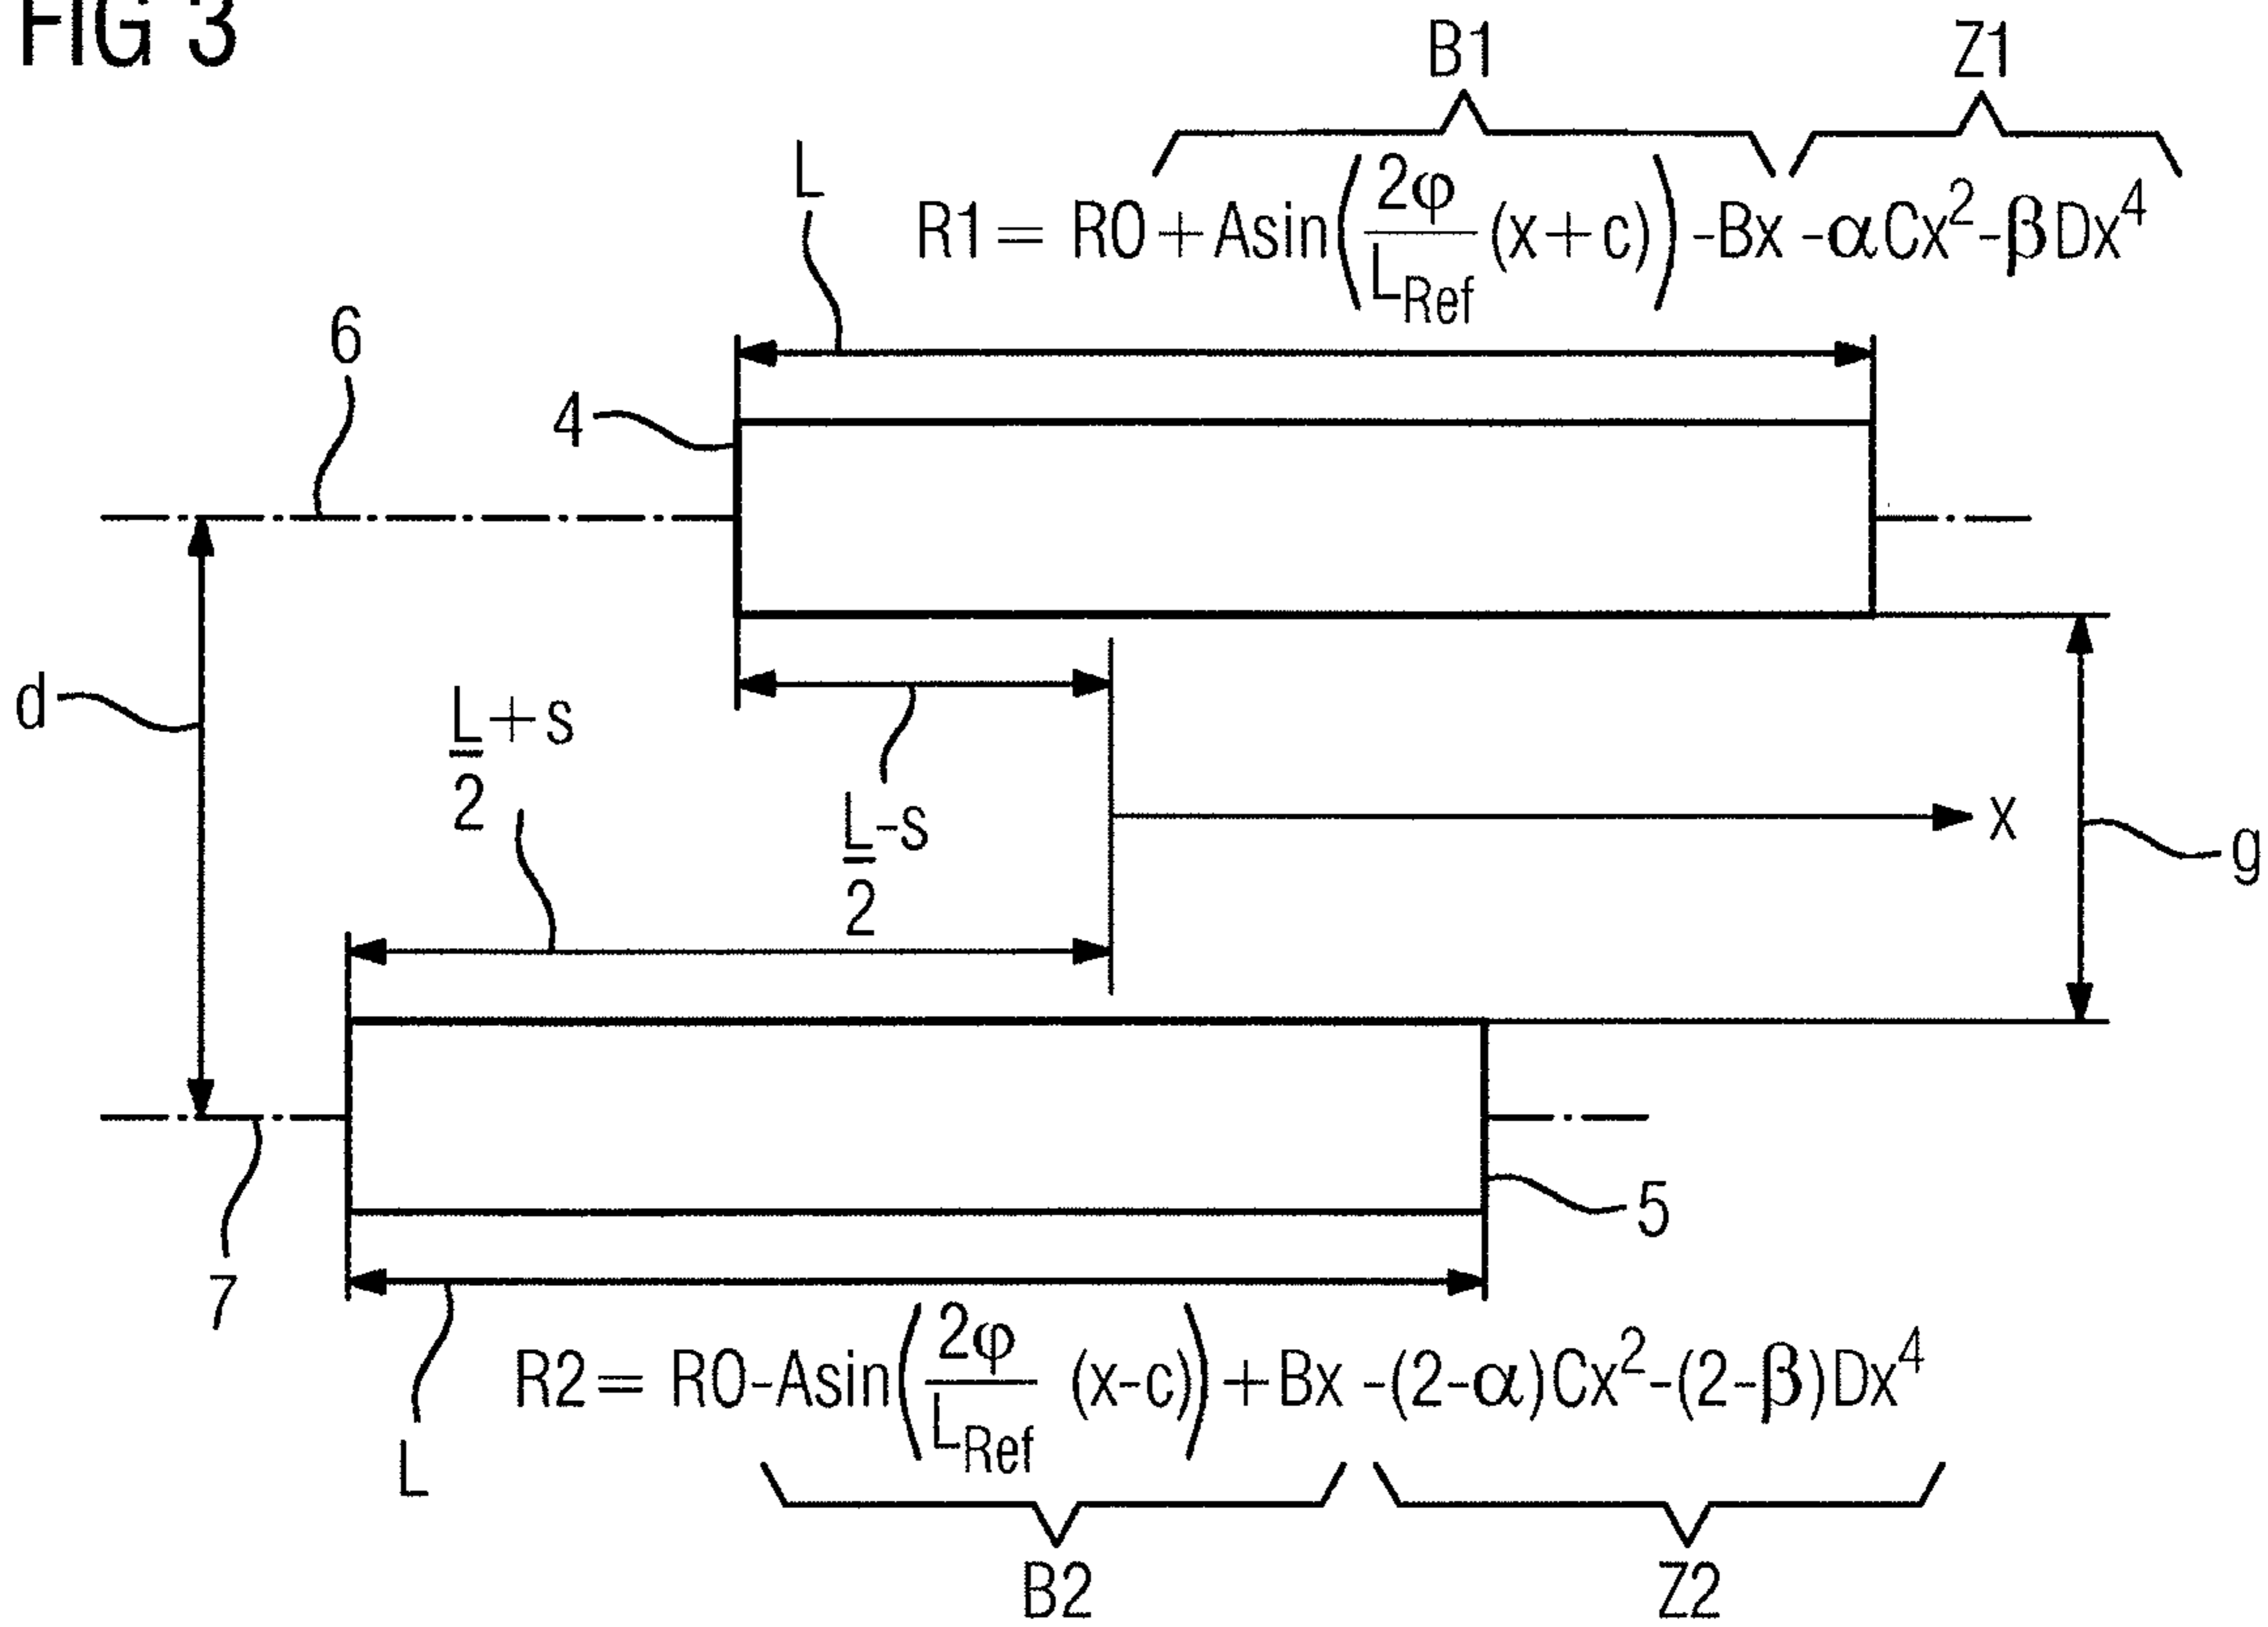 FIG 3
B1
Z1
L
R1 = R0 + Asin(2φ/L_Ref (x+c)) -Bx -αCx²-βDx⁴
6
4
d
L/2 +s
L/2 -s
x
g
5
7
L
R2 = R0-Asin(2φ/L_Ref (x-c)) +Bx -(2-α)Cx²-(2-β)Dx⁴
B2
Z2